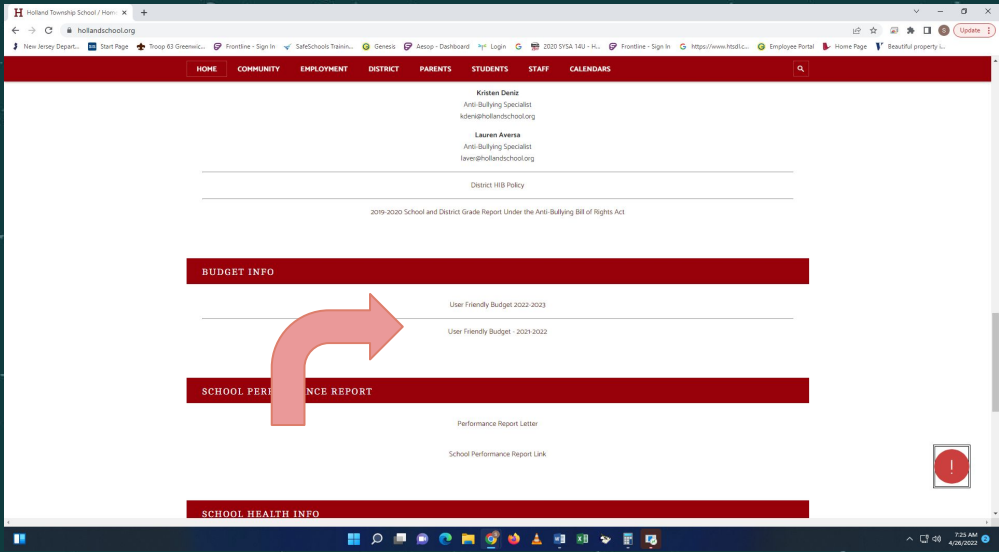 H Holland Township School / Hom
hollandschool.org
Update
New Jersey Depart... Start Page Troop 63 Greenwic... Frontline - Sign In SafeSchools Trainin... Genesis Aesop - Dashboard Login 2020 SYSA 14U - H... Frontline - Sign In https://www.htsdli... Employee Portal Home Page Beautiful property i...
HOME COMMUNITY EMPLOYMENT DISTRICT PARENTS STUDENTS STAFF CALENDARS
Kristen Deniz
Anti-Bullying Specialist
kdeni@hollandschool.org
Lauren Aversa
Anti-Bullying Specialist
laver@hollandschool.org
District HIB Policy
2019-2020 School and District Grade Report Under the Anti-Bullying Bill of Rights Act
BUDGET INFO
User Friendly Budget 2022-2023
User Friendly Budget - 2021-2022
SCHOOL PER NCE REPORT
Performance Report Letter
School Performance Report Link
!
SCHOOL HEALTH INFO
7:25 AM
4/26/2022